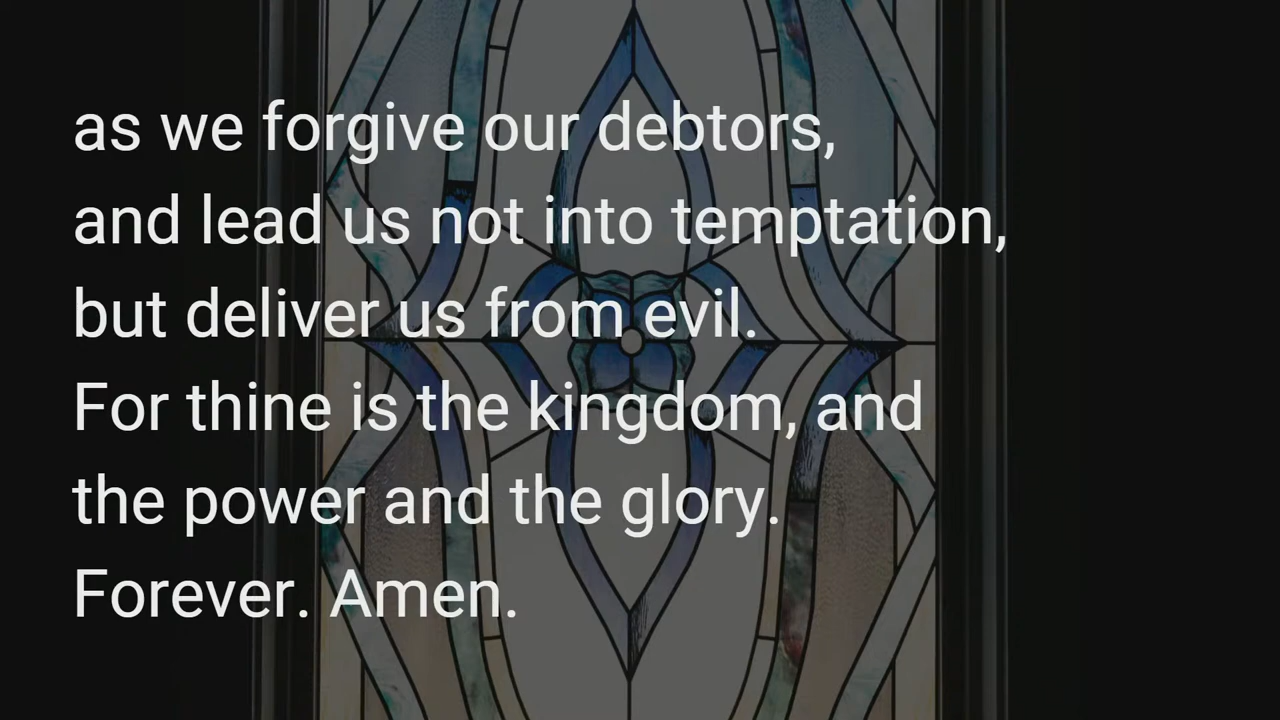 as we forgive our debtors,
and lead us not into temptation,
but deliver us from evil.
For thine is the kingdom, and
the power and the glory.
Forever. Amen.